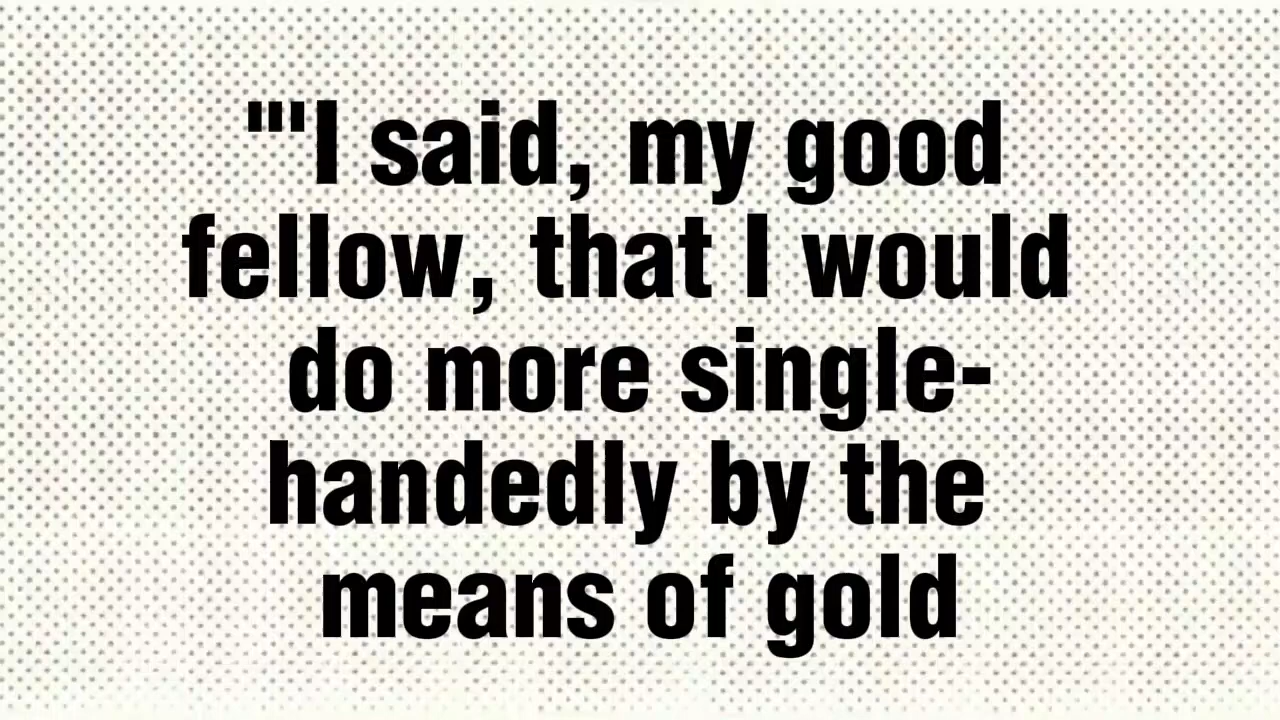 "'I said, my good
fellow, that I would
do more single-
handedly by the
means of gold